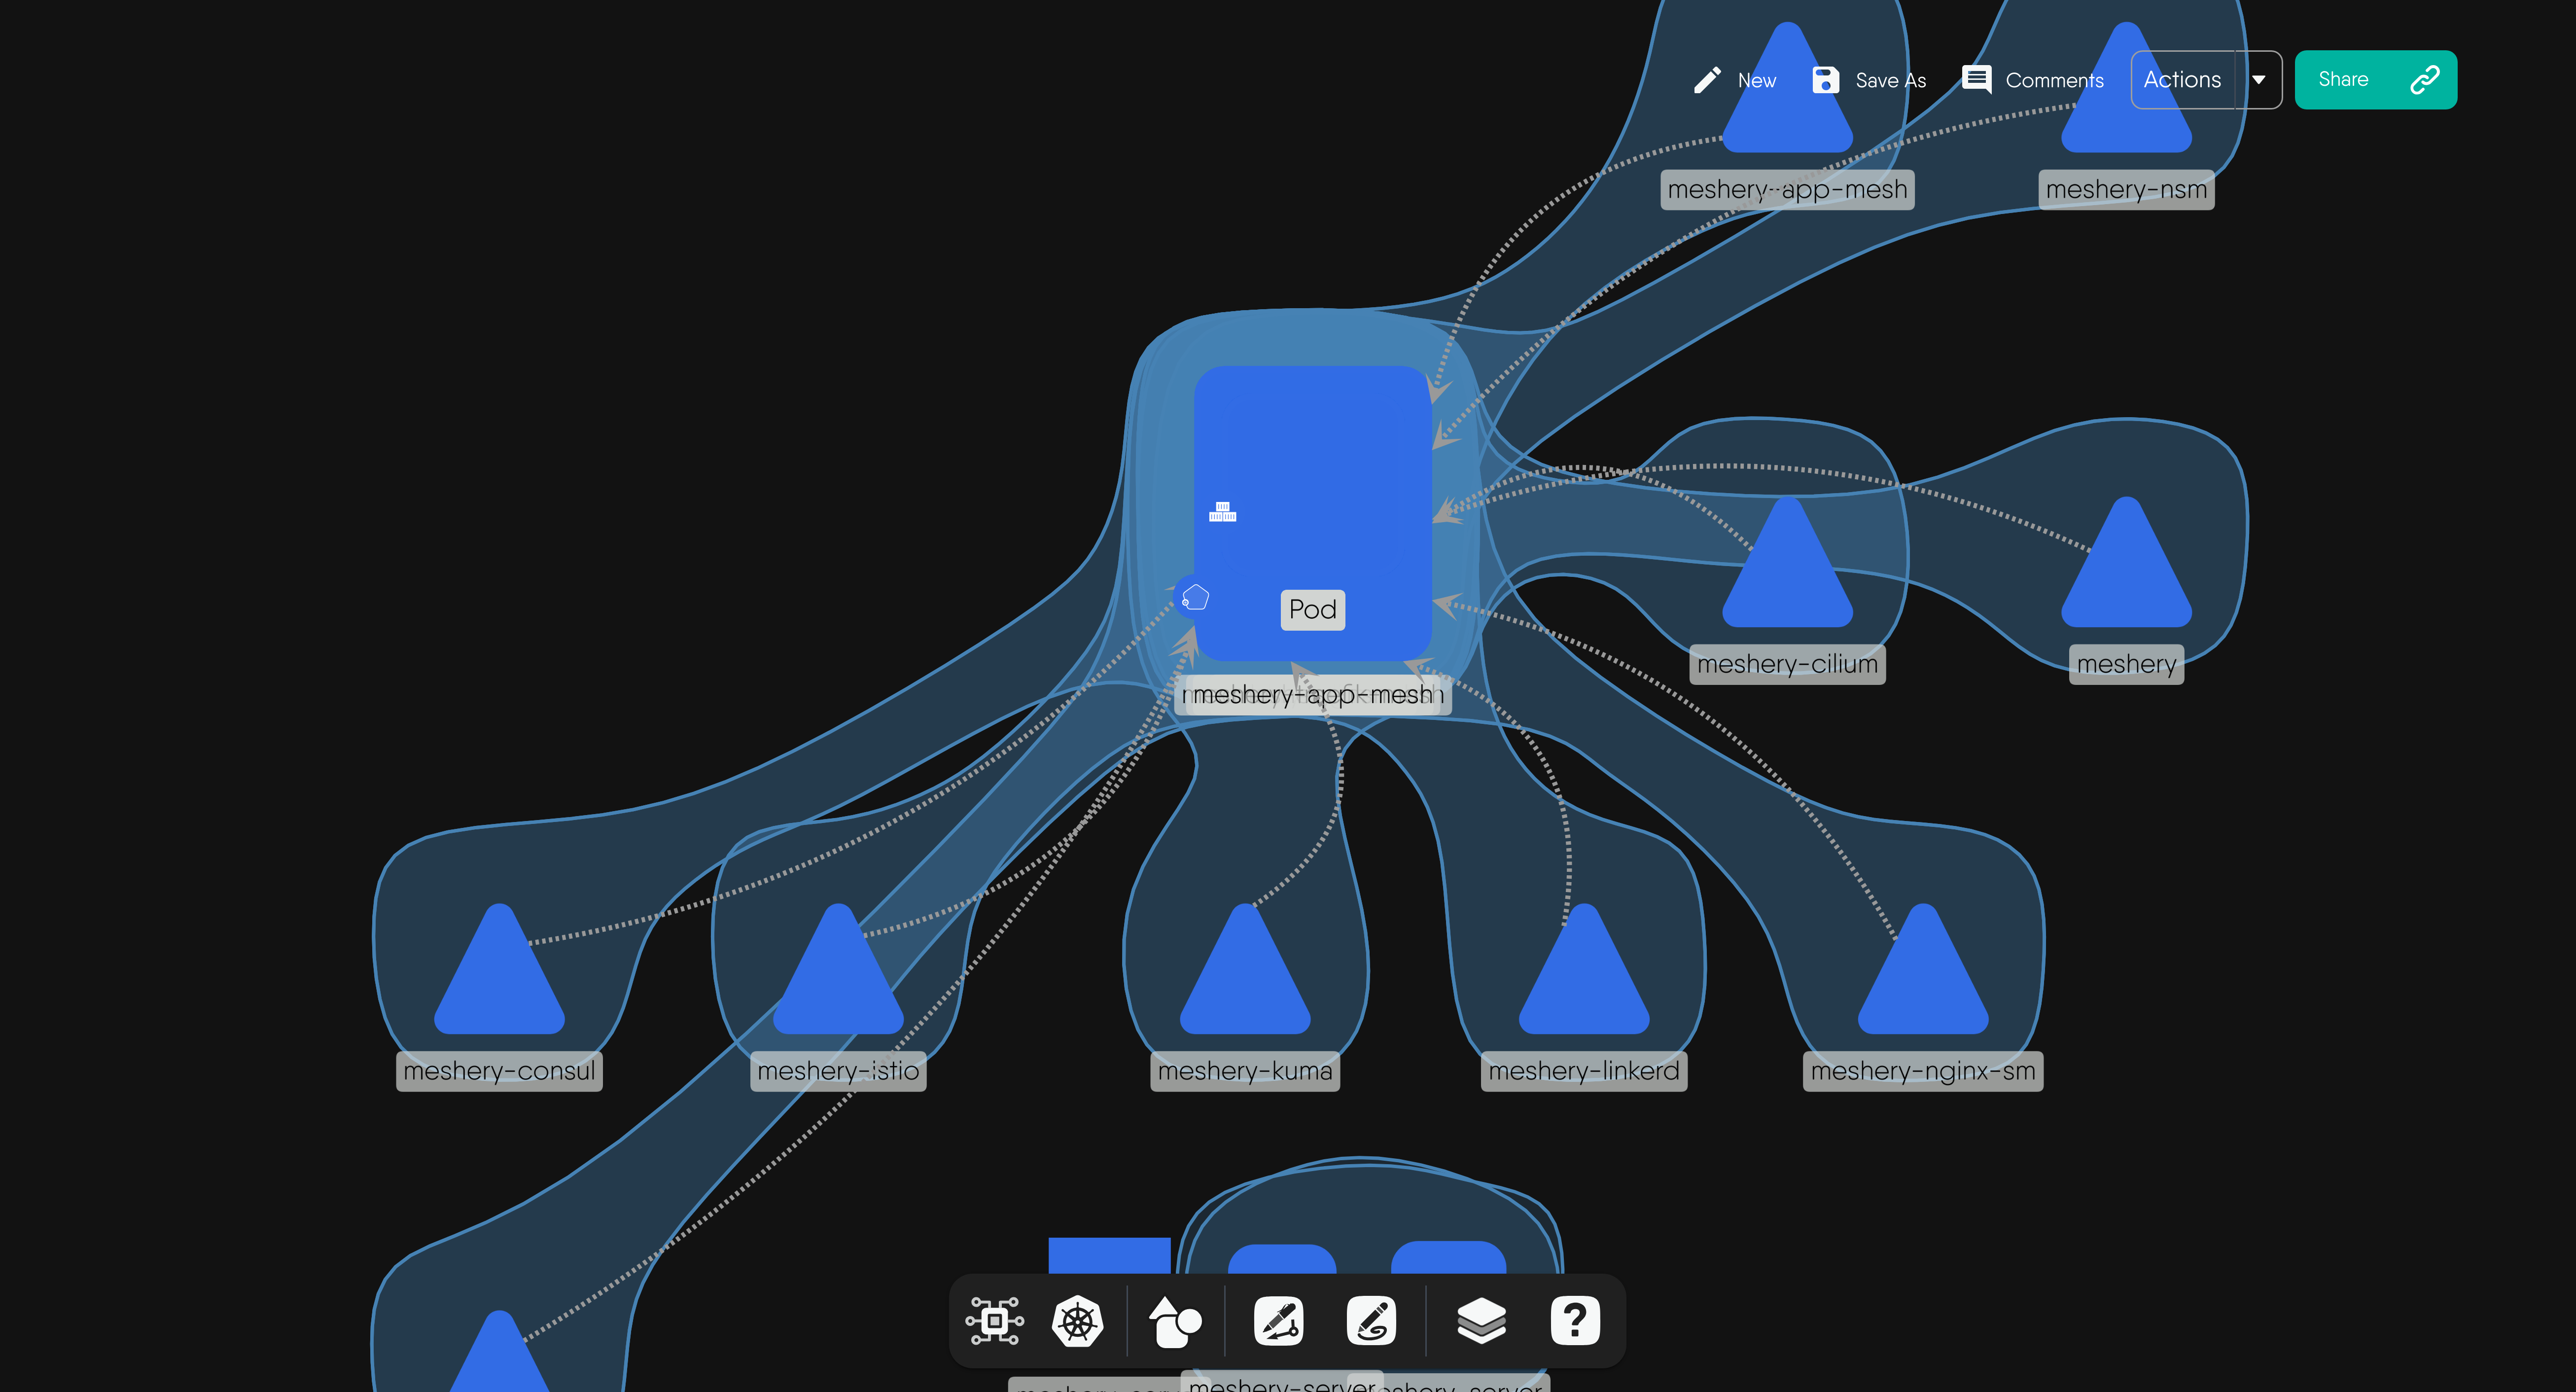 New
Save As
Comments
Actions
Share
meshery-app-mesh
meshery-nsm
Pod
meshery-cilium
meshery
meshery-app-mesh
meshery-consul
meshery-istio
meshery-kuma
meshery-linkerd
meshery-nginx-sm
?
meshery-server